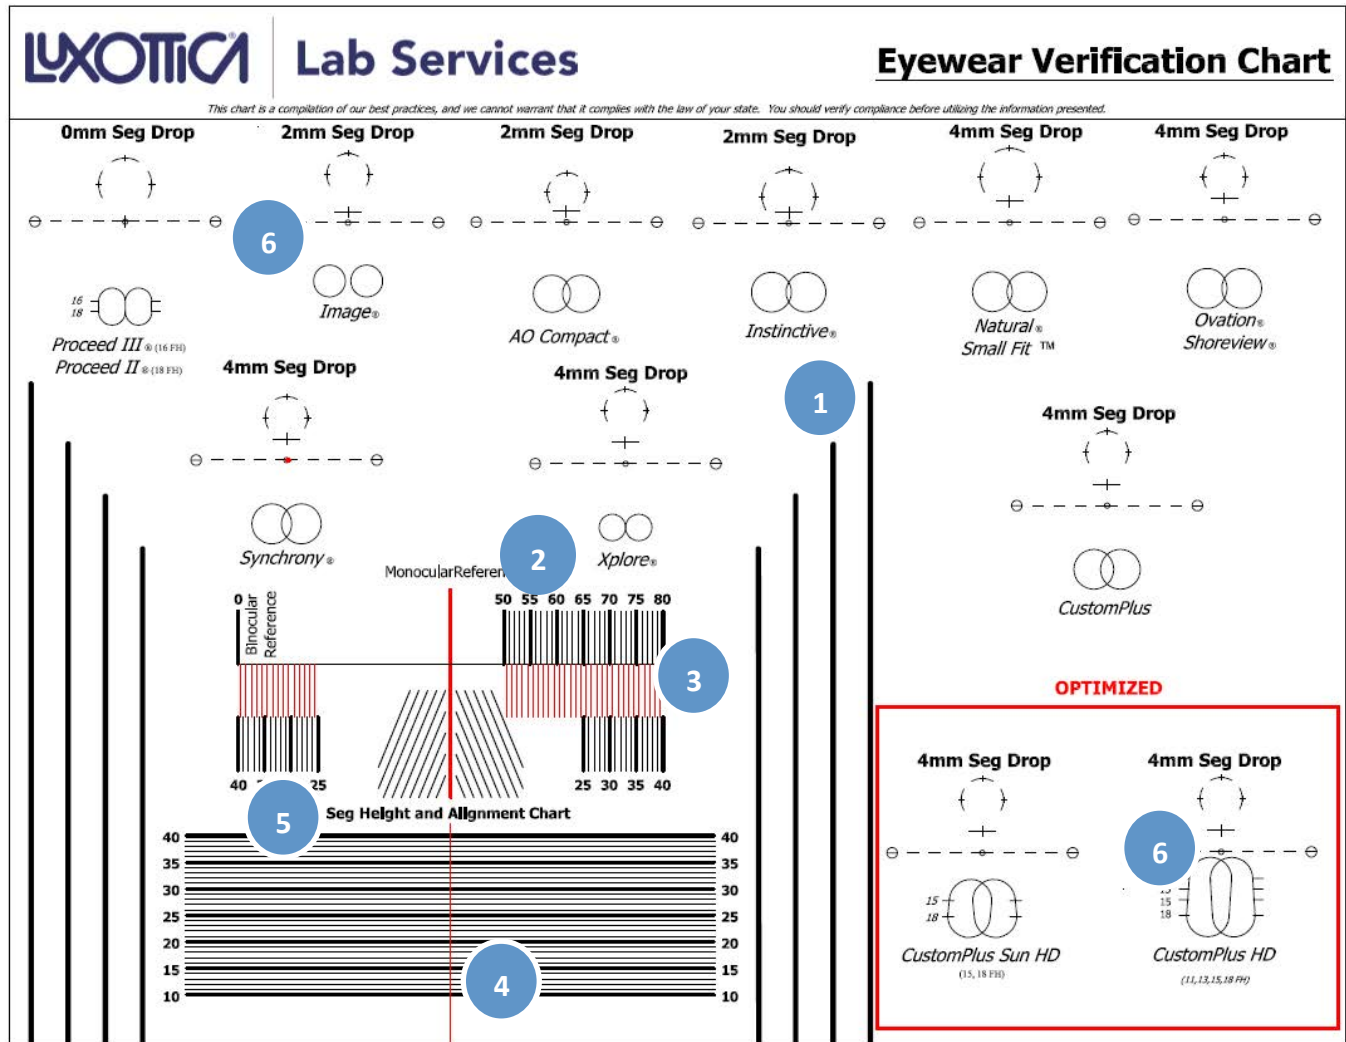 LUXOTTICA® Lab Services
Eyewear Verification Chart
This chart is a compilation of our best practices, and we cannot warrant that it complies with the law of your state. You should verify compliance before utilizing the information presented.
0mm Seg Drop 2mm Seg Drop 2mm Seg Drop 2mm Seg Drop 4mm Seg Drop 4mm Seg Drop
6
16
18
Proceed III ® (16 FH)
Proceed II ® (18 FH)
Image®
AO Compact ®
Instinctive ®
Natural ®
Small Fit ™
Ovation®
Shoreview®
4mm Seg Drop 4mm Seg Drop
1
4mm Seg Drop
Synchrony ®
Xplore®
CustomPlus
2
Monocular
0 50 55 60 65 70 75 80
Binocular
Reference
3
40 25 25 30 35 40
5
Seg Height and Alignment Chart
40 40
35 35
30 30
25 25
20 20
15 15
10 10
4
OPTIMIZED
4mm Seg Drop 4mm Seg Drop
6
15
18
15
18
CustomPlus Sun HD
(15, 18 FH)
CustomPlus HD
(11,13,15,18 FH)